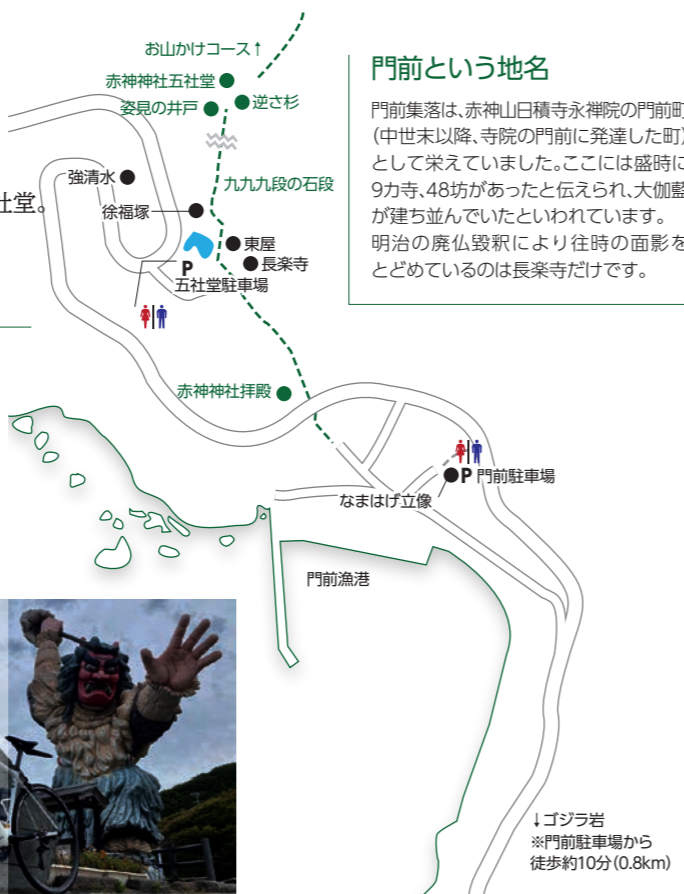 お山かけコース↑
赤神神社五社堂
姿見の井戸
逆さ杉
九九九段の石段
強清水
徐福塚
社堂。
東屋
長楽寺
P
五社堂駐車場
赤神神社拝殿
P 門前駐車場
なまはげ立像
門前漁港
↓ゴジラ岩
※門前駐車場から
徒歩約10分(0.8km)
門前という地名
門前集落は、赤神山日積寺永禅院の門前町
(中世末以降、寺院の門前に発達した町)
として栄えていました。ここには盛時に
9カ寺、48坊があったと伝えられ、大伽藍
が建ち並んでいたといわれています。
明治の廃仏毀釈により往時の面影を
とどめているのは長楽寺だけです。